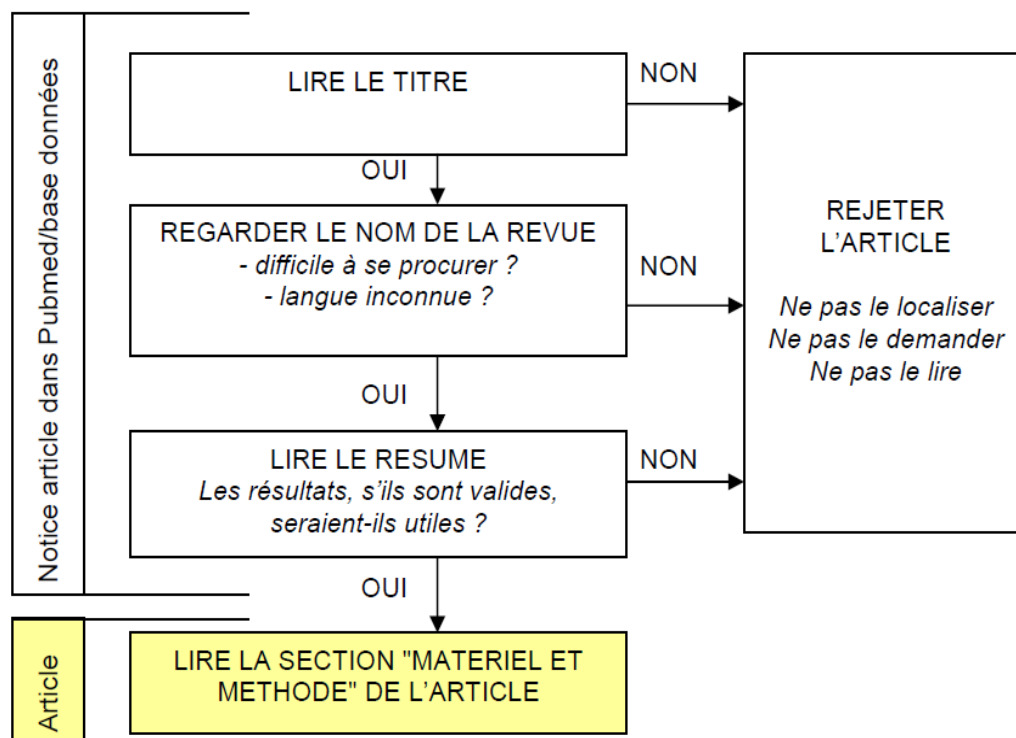 Notice article dans Pubmed/base données
LIRE LE TITRE
NON
OUI
REGARDER LE NOM DE LA REVUE
- difficile à se procurer ?
- langue inconnue ?
NON
OUI
LIRE LE RESUME
Les résultats, s'ils sont valides,
seraient-ils utiles ?
NON
OUI
REJETER
L'ARTICLE
Ne pas le localiser
Ne pas le demander
Ne pas le lire
Article
LIRE LA SECTION "MATERIEL ET
METHODE" DE L'ARTICLE